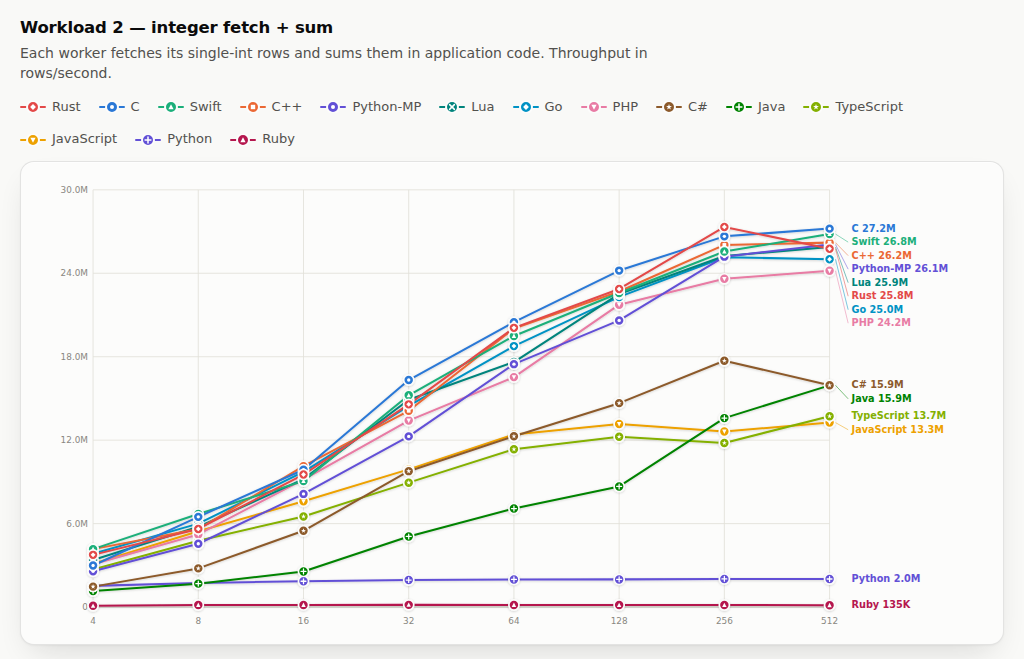 Workload 2 — integer fetch + sum
Each worker fetches its single-int rows and sums them in application code. Throughput in
rows/second.
Rust C Swift C++ Python-MP Lua Go PHP C# Java TypeScript
JavaScript Python Ruby
30.0M
24.0M
18.0M
12.0M
6.0M
0
C 27.2M
Swift 26.8M
C++ 26.2M
Python-MP 26.1M
Lua 25.9M
Rust 25.8M
Go 25.0M
PHP 24.2M
C# 15.9M
Java 15.9M
TypeScript 13.7M
JavaScript 13.3M
Python 2.0M
Ruby 135K
4 8 16 32 64 128 256 512